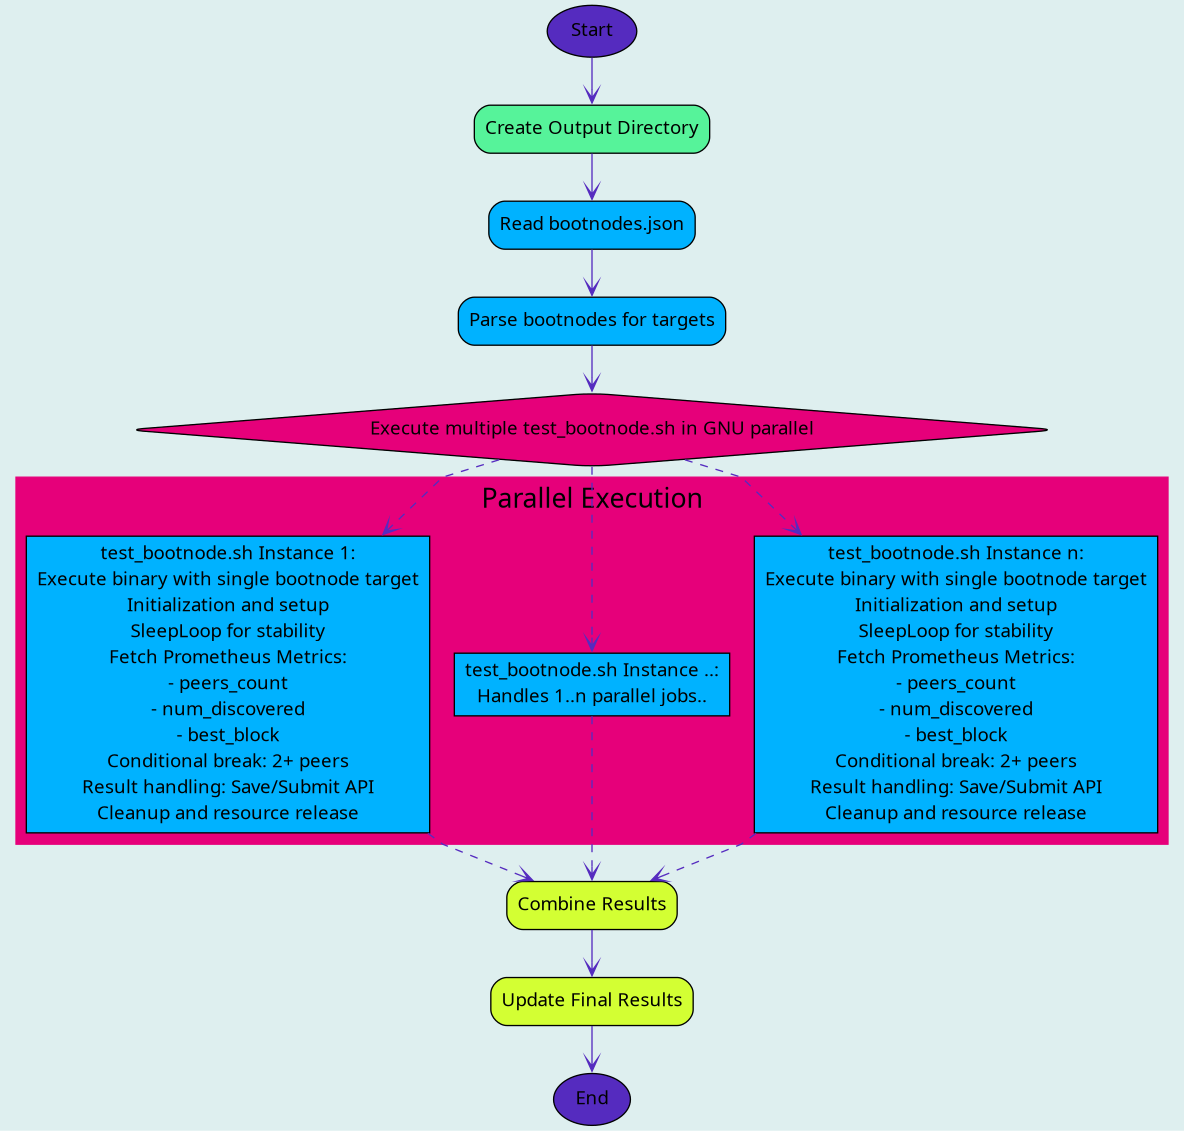 Start
Create Output Directory
Read bootnodes.json
Parse bootnodes for targets
Execute multiple test_bootnode.sh in GNU parallel
Parallel Execution
test_bootnode.sh Instance 1:
Execute binary with single bootnode target
Initialization and setup
SleepLoop for stability
Fetch Prometheus Metrics:
- peers_count
- num_discovered
- best_block
Conditional break: 2+ peers
Result handling: Save/Submit API
Cleanup and resource release
test_bootnode.sh Instance ..:
Handles 1..n parallel jobs..
test_bootnode.sh Instance n:
Execute binary with single bootnode target
Initialization and setup
SleepLoop for stability
Fetch Prometheus Metrics:
- peers_count
- num_discovered
- best_block
Conditional break: 2+ peers
Result handling: Save/Submit API
Cleanup and resource release
Combine Results
Update Final Results
End